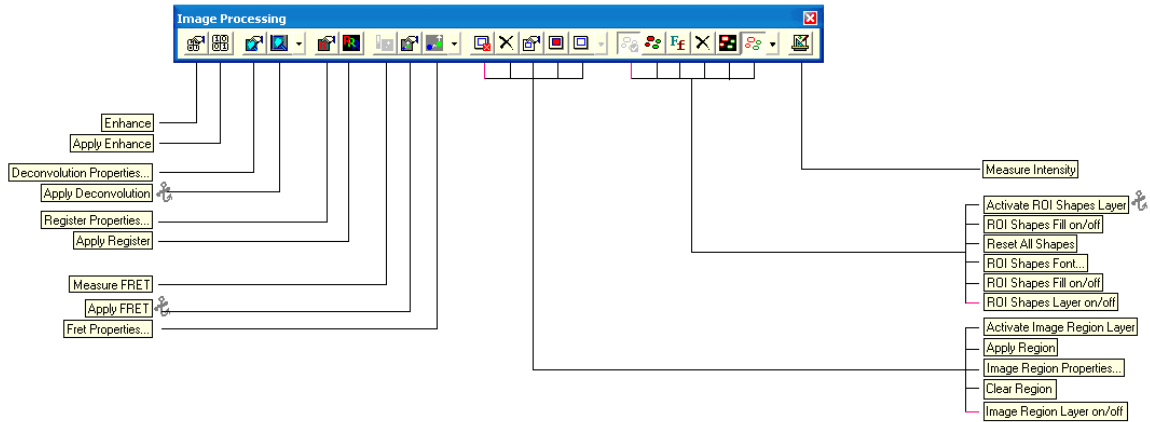 Image Processing
Enhance
Apply Enhance
Deconvolution Properties...
Apply Deconvolution
Register Properties...
Apply Register
Measure FRET
Apply FRET
Fret Properties...
Measure Intensity
Activate ROI Shapes Layer
ROI Shapes Fill on/off
Reset All Shapes
ROI Shapes Font...
ROI Shapes Fill on/off
ROI Shapes Layer on/off
Activate Image Region Layer
Apply Region
Image Region Properties...
Clear Region
Image Region Layer on/off